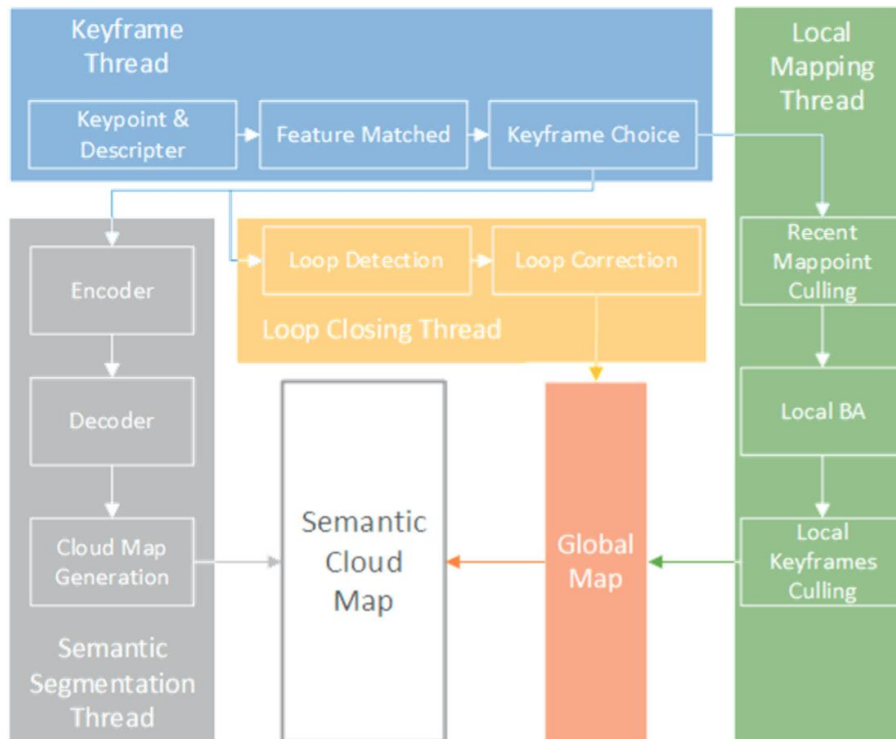 Keyframe
Thread
Keypoint &
Descripter
Feature Matched
Keyframe Choice
Local
Mapping
Thread
Recent
Mappoint
Culling
Local BA
Local
Keyframes
Culling
Loop Detection
Loop Correction
Loop Closing Thread
Encoder
Decoder
Cloud Map
Generation
Semantic
Segmentation
Thread
Semantic
Cloud
Map
Global
Map